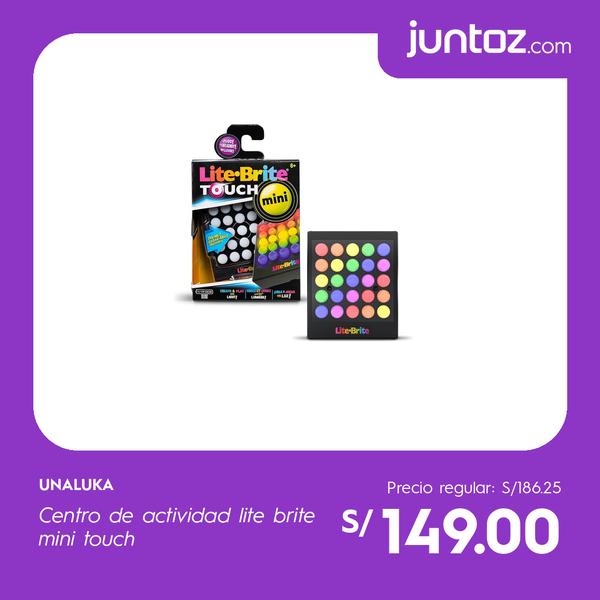 juntoz.com
Lite•Brite
TOUCH
mini
Lite•Brite
UNALUKA
Centro de actividad lite brite
mini touch
Precio regular: S/186.25
S/149.00